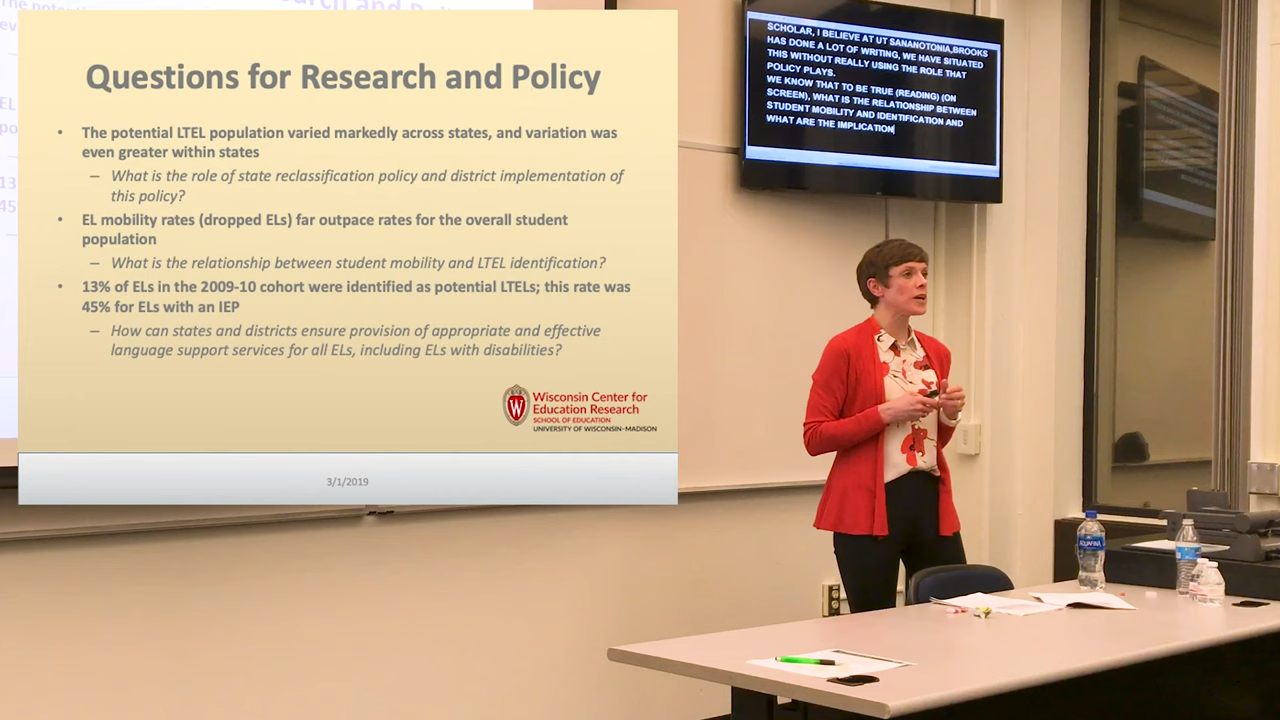 Questions for Research and Policy
• The potential LTEL population varied markedly across states, and variation was
even greater within states
– What is the role of state reclassification policy and district implementation of
this policy?
• EL mobility rates (dropped ELs) far outpace rates for the overall student
population
– What is the relationship between student mobility and LTEL identification?
• 13% of ELs in the 2009-10 cohort were identified as potential LTELs; this rate was
45% for ELs with an IEP
– How can states and districts ensure provision of appropriate and effective
language support services for all ELs, including ELs with disabilities?
W
Wisconsin Center for
Education Research
SCHOOL OF EDUCATION
UNIVERSITY OF WISCONSIN–MADISON
3/1/2019
SCHOLAR, I BELIEVE AT UT SANANOTONIA,BROOKS
HAS DONE A LOT OF WRITING, WE HAVE SITUATED
THIS WITHOUT REALLY USING THE ROLE THAT
POLICY PLAYS.
WE KNOW THAT TO BE TRUE (READING) (ON
SCREEN), WHAT IS THE RELATIONSHIP BETWEEN
STUDENT MOBILITY AND IDENTIFICATION AND
WHAT ARE THE IMPLICATION
AQUAFINA